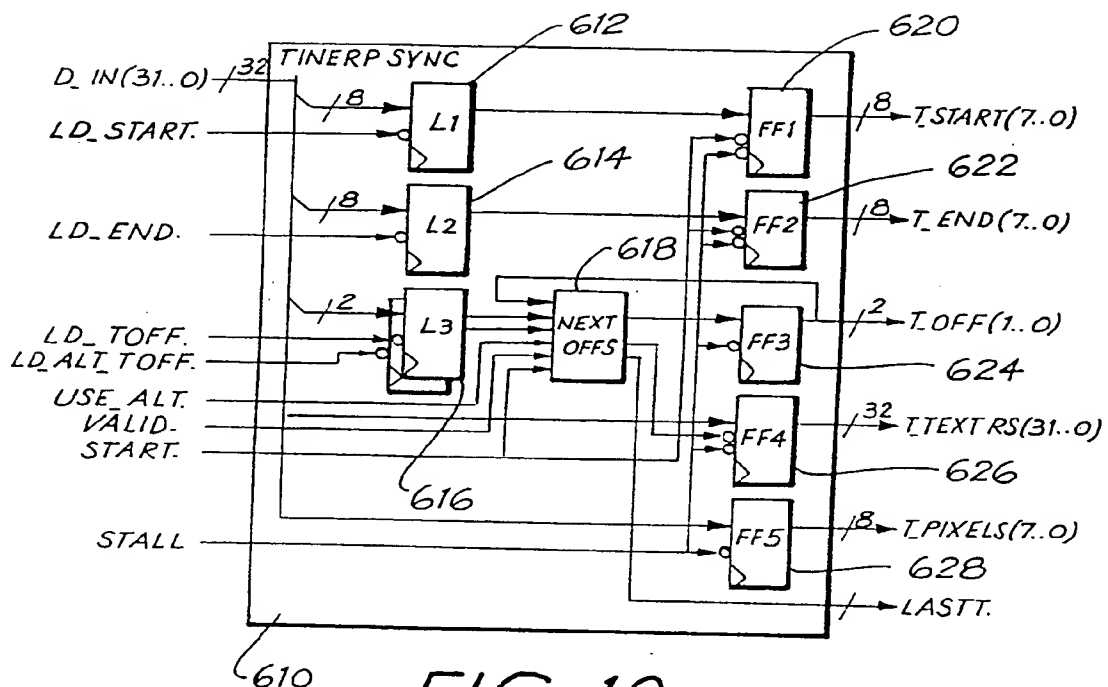 612
620
TINERP SYNC
D_IN(31..0) 32
8
L1
8
T_START(7..0)
LD_START.
FF1
614
622
8
L2
FF2
8
T_END(7..0)
LD_END.
618
2
L3
NEXT
OFFS
FF3
2
T_OFF(1..0)
LD_TOFF.
LD_ALT_TOFF.
624
USE_ALT.
VALID-
START.
FF4
32
T_TEXT RS(31..0)
616
626
STALL
FF5
8
T_PIXELS(7..0)
628
LASTT.
610